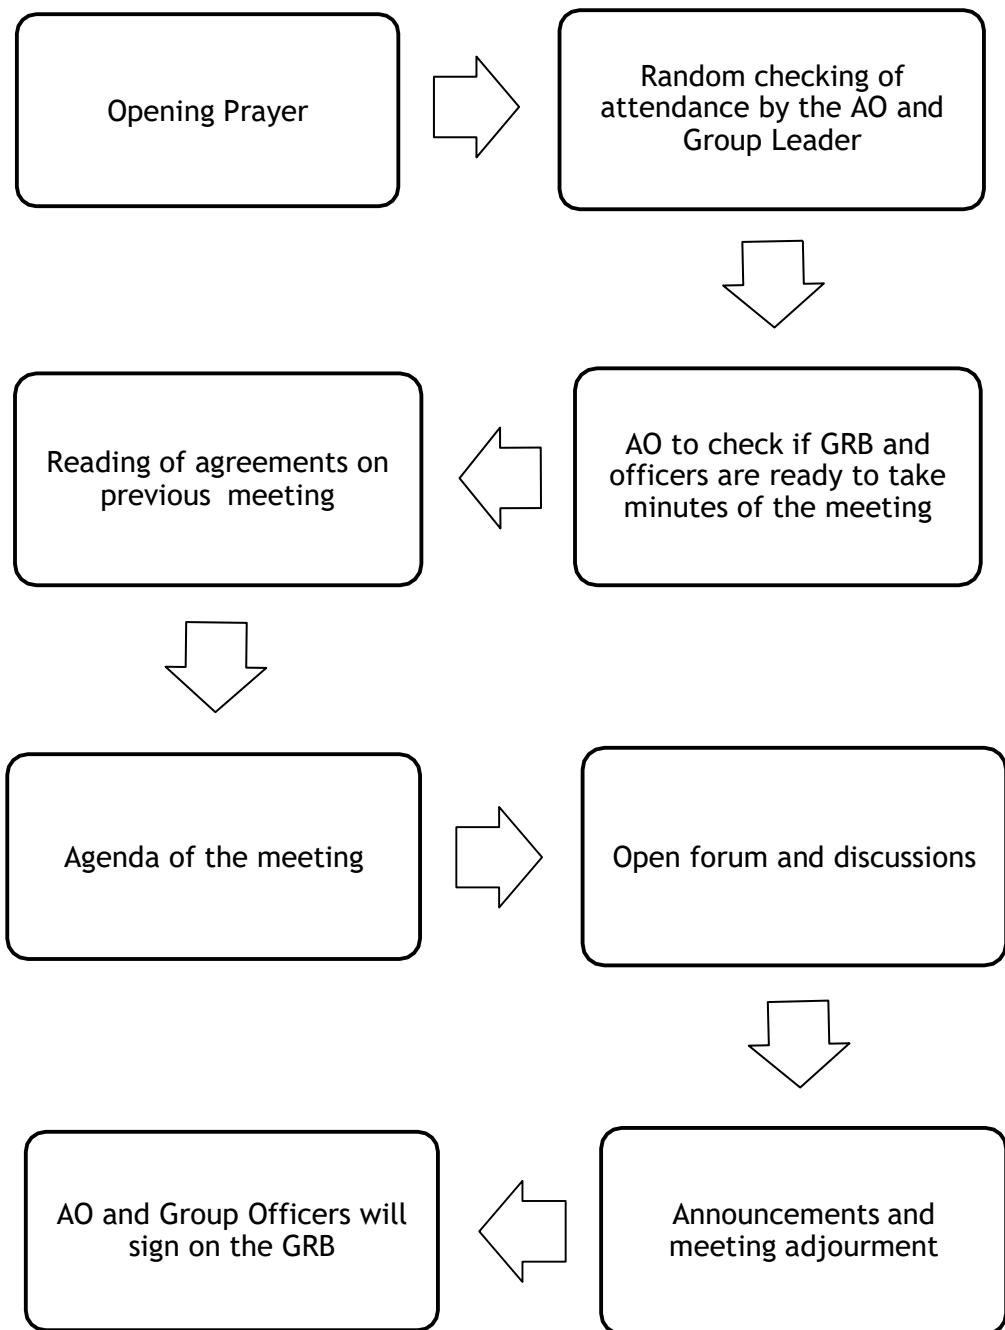 Opening Prayer
Random checking of
attendance by the AO and
Group Leader
AO to check if GRB and
officers are ready to take
minutes of the meeting
Reading of agreements on
previous  meeting
Agenda of the meeting
Open forum and discussions
Announcements and
meeting adjourment
AO and Group Officers will
sign on the GRB